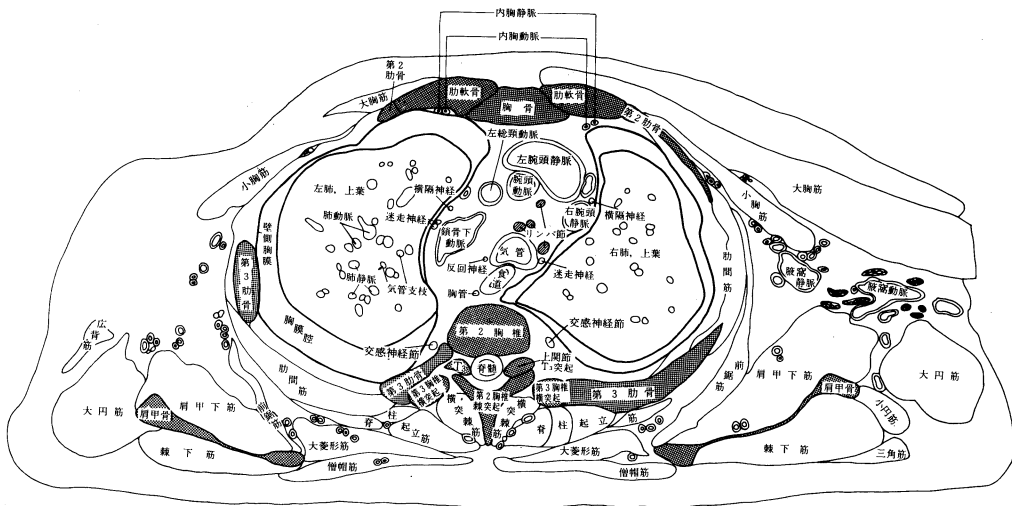 内胸静脈
内胸動脈
第2
肋骨
肋軟骨
胸骨
肋軟骨
第2肋骨
大胸筋
小胸筋
左総頸動脈
左腕頭静脈
腕頭
動脈
右腕頭
静脈
横隔神経
横隔神経
大胸筋
小胸筋
左肺，上葉
肺動脈
迷走神経
鎖骨下
動脈
リンパ節
気管
右肺，上葉
壁側胸膜
肺静脈
気管支枝
反回神経
食道
迷走神経
肋間筋
腋窩
静脈
腋窩動脈
第3肋骨
胸管
胸膜腔
第2胸椎
交感神経節
交感神経節
広背筋
肋間筋
脊髄
上関節
T₃突起
T₃
第3肋骨
第3胸椎
横突起
第2胸椎
棘突起
第3胸椎
横突起
第3肋骨
前鋸筋
肩甲下筋
肩甲骨
大円筋
大円筋
肩甲下筋
肩甲骨
前鋸筋
小円筋
横突棘筋
横突棘筋
脊柱起立筋
脊柱起立筋
棘下筋
大菱形筋
大菱形筋
棘下筋
三角筋
僧帽筋
僧帽筋